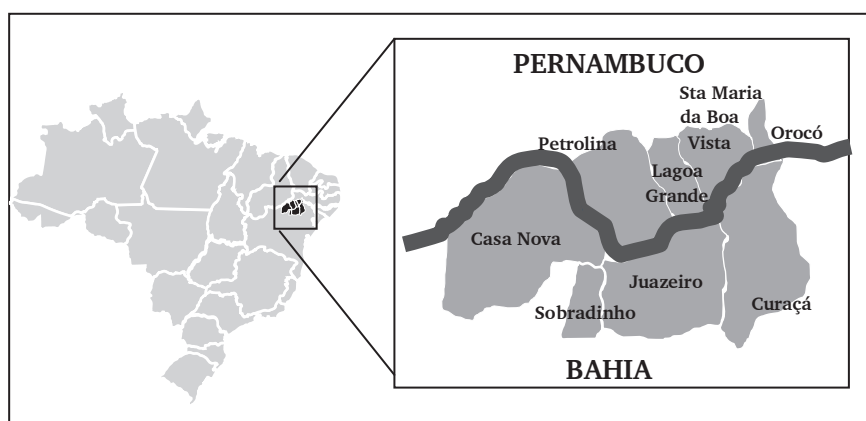 PERNAMBUCO
Sta Maria
da Boa
Vista
Orocó
Petrolina
Lagoa
Grande
Casa Nova
Juazeiro
Sobradinho
Curaçá
BAHIA